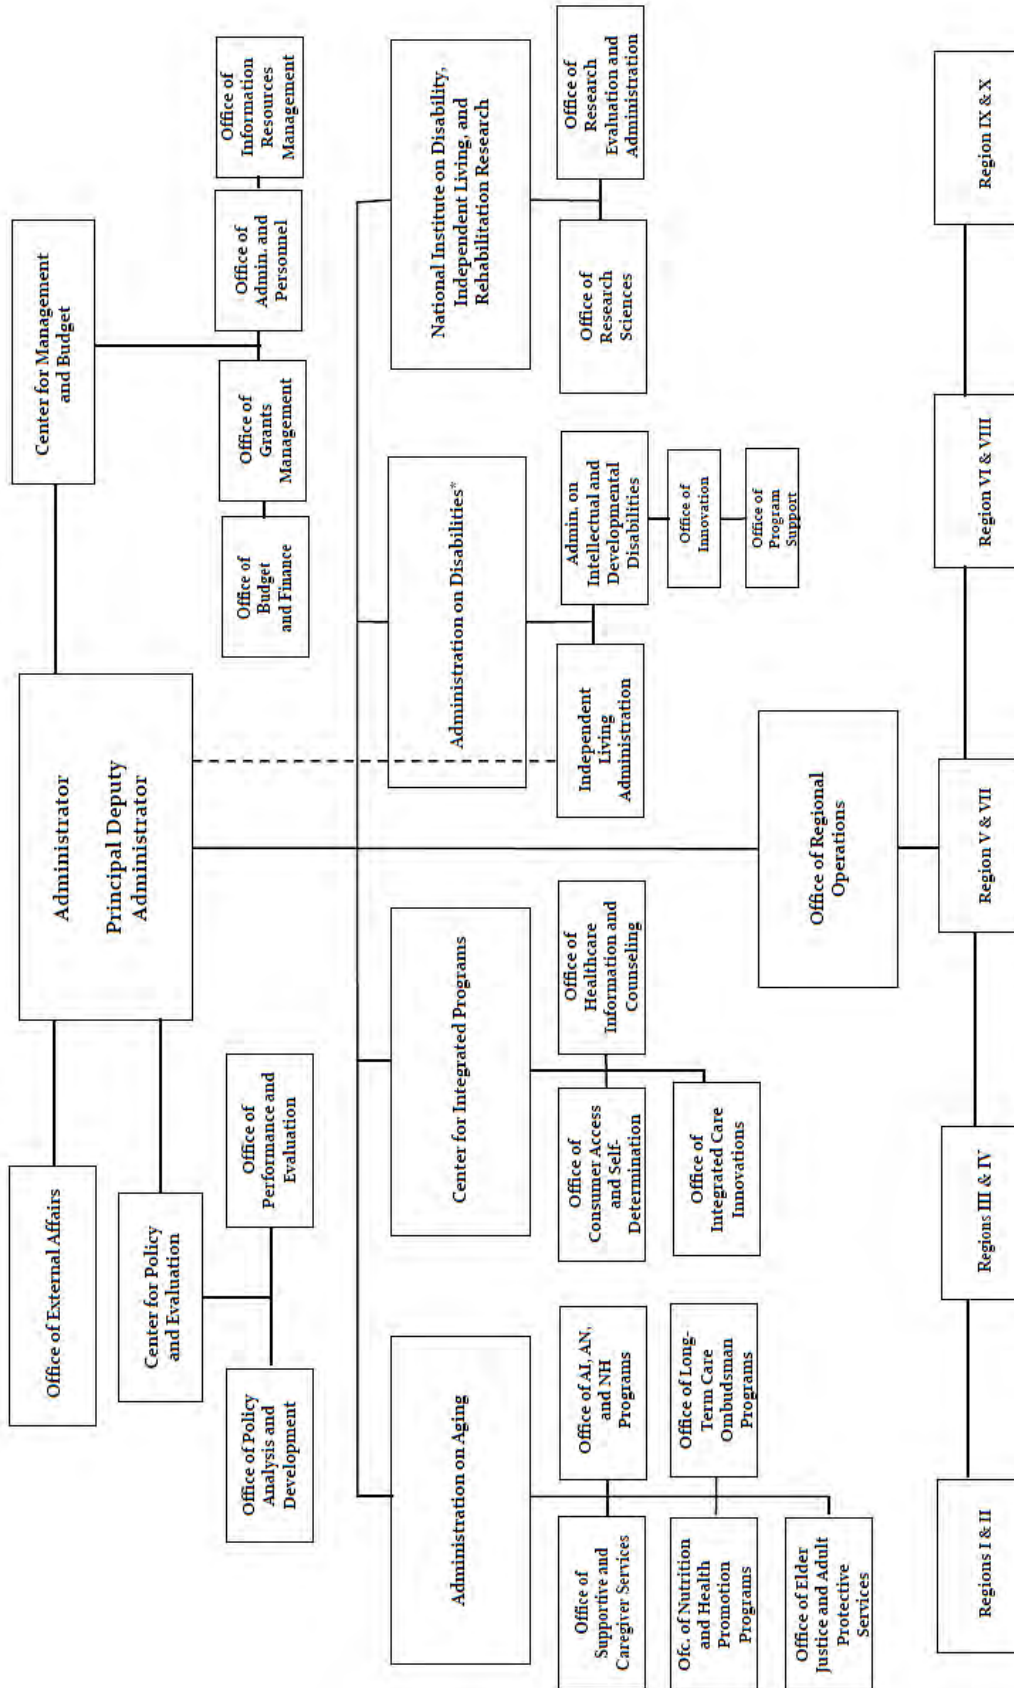 Administrator
Principal Deputy
Administrator
Office of External Affairs
Center for Management
and Budget
Center for Policy
and Evaluation
Office of Policy
Analysis and
Development
Office of
Performance and
Evaluation
Office of
Budget
and Finance
Office of
Grants
Management
Office of
Admin. and
Personnel
Office of
Information
Resources
Management
Administration on Aging
Center for Integrated Programs
Administration on Disabilities*
National Institute on Disability,
Independent Living, and
Rehabilitation Research
Office of
Supportive and
Caregiver Services
Office of AI, AN,
and NH
Programs
Ofc. of Nutrition
and Health
Promotion
Programs
Office of Long-
Term Care
Ombudsman
Programs
Office of Elder
Justice and Adult
Protective
Services
Office of
Consumer Access
and Self-
Determination
Office of
Healthcare
Information and
Counseling
Office of
Integrated Care
Innovations
Independent
Living
Administration
Admin. on
Intellectual and
Developmental
Disabilities
Office of
Innovation
Office of
Program
Support
Office of
Research
Sciences
Office of
Research
Evaluation and
Administration
Office of Regional
Operations
Regions I & II
Regions III & IV
Region V & VII
Region VI & VIII
Region IX & X